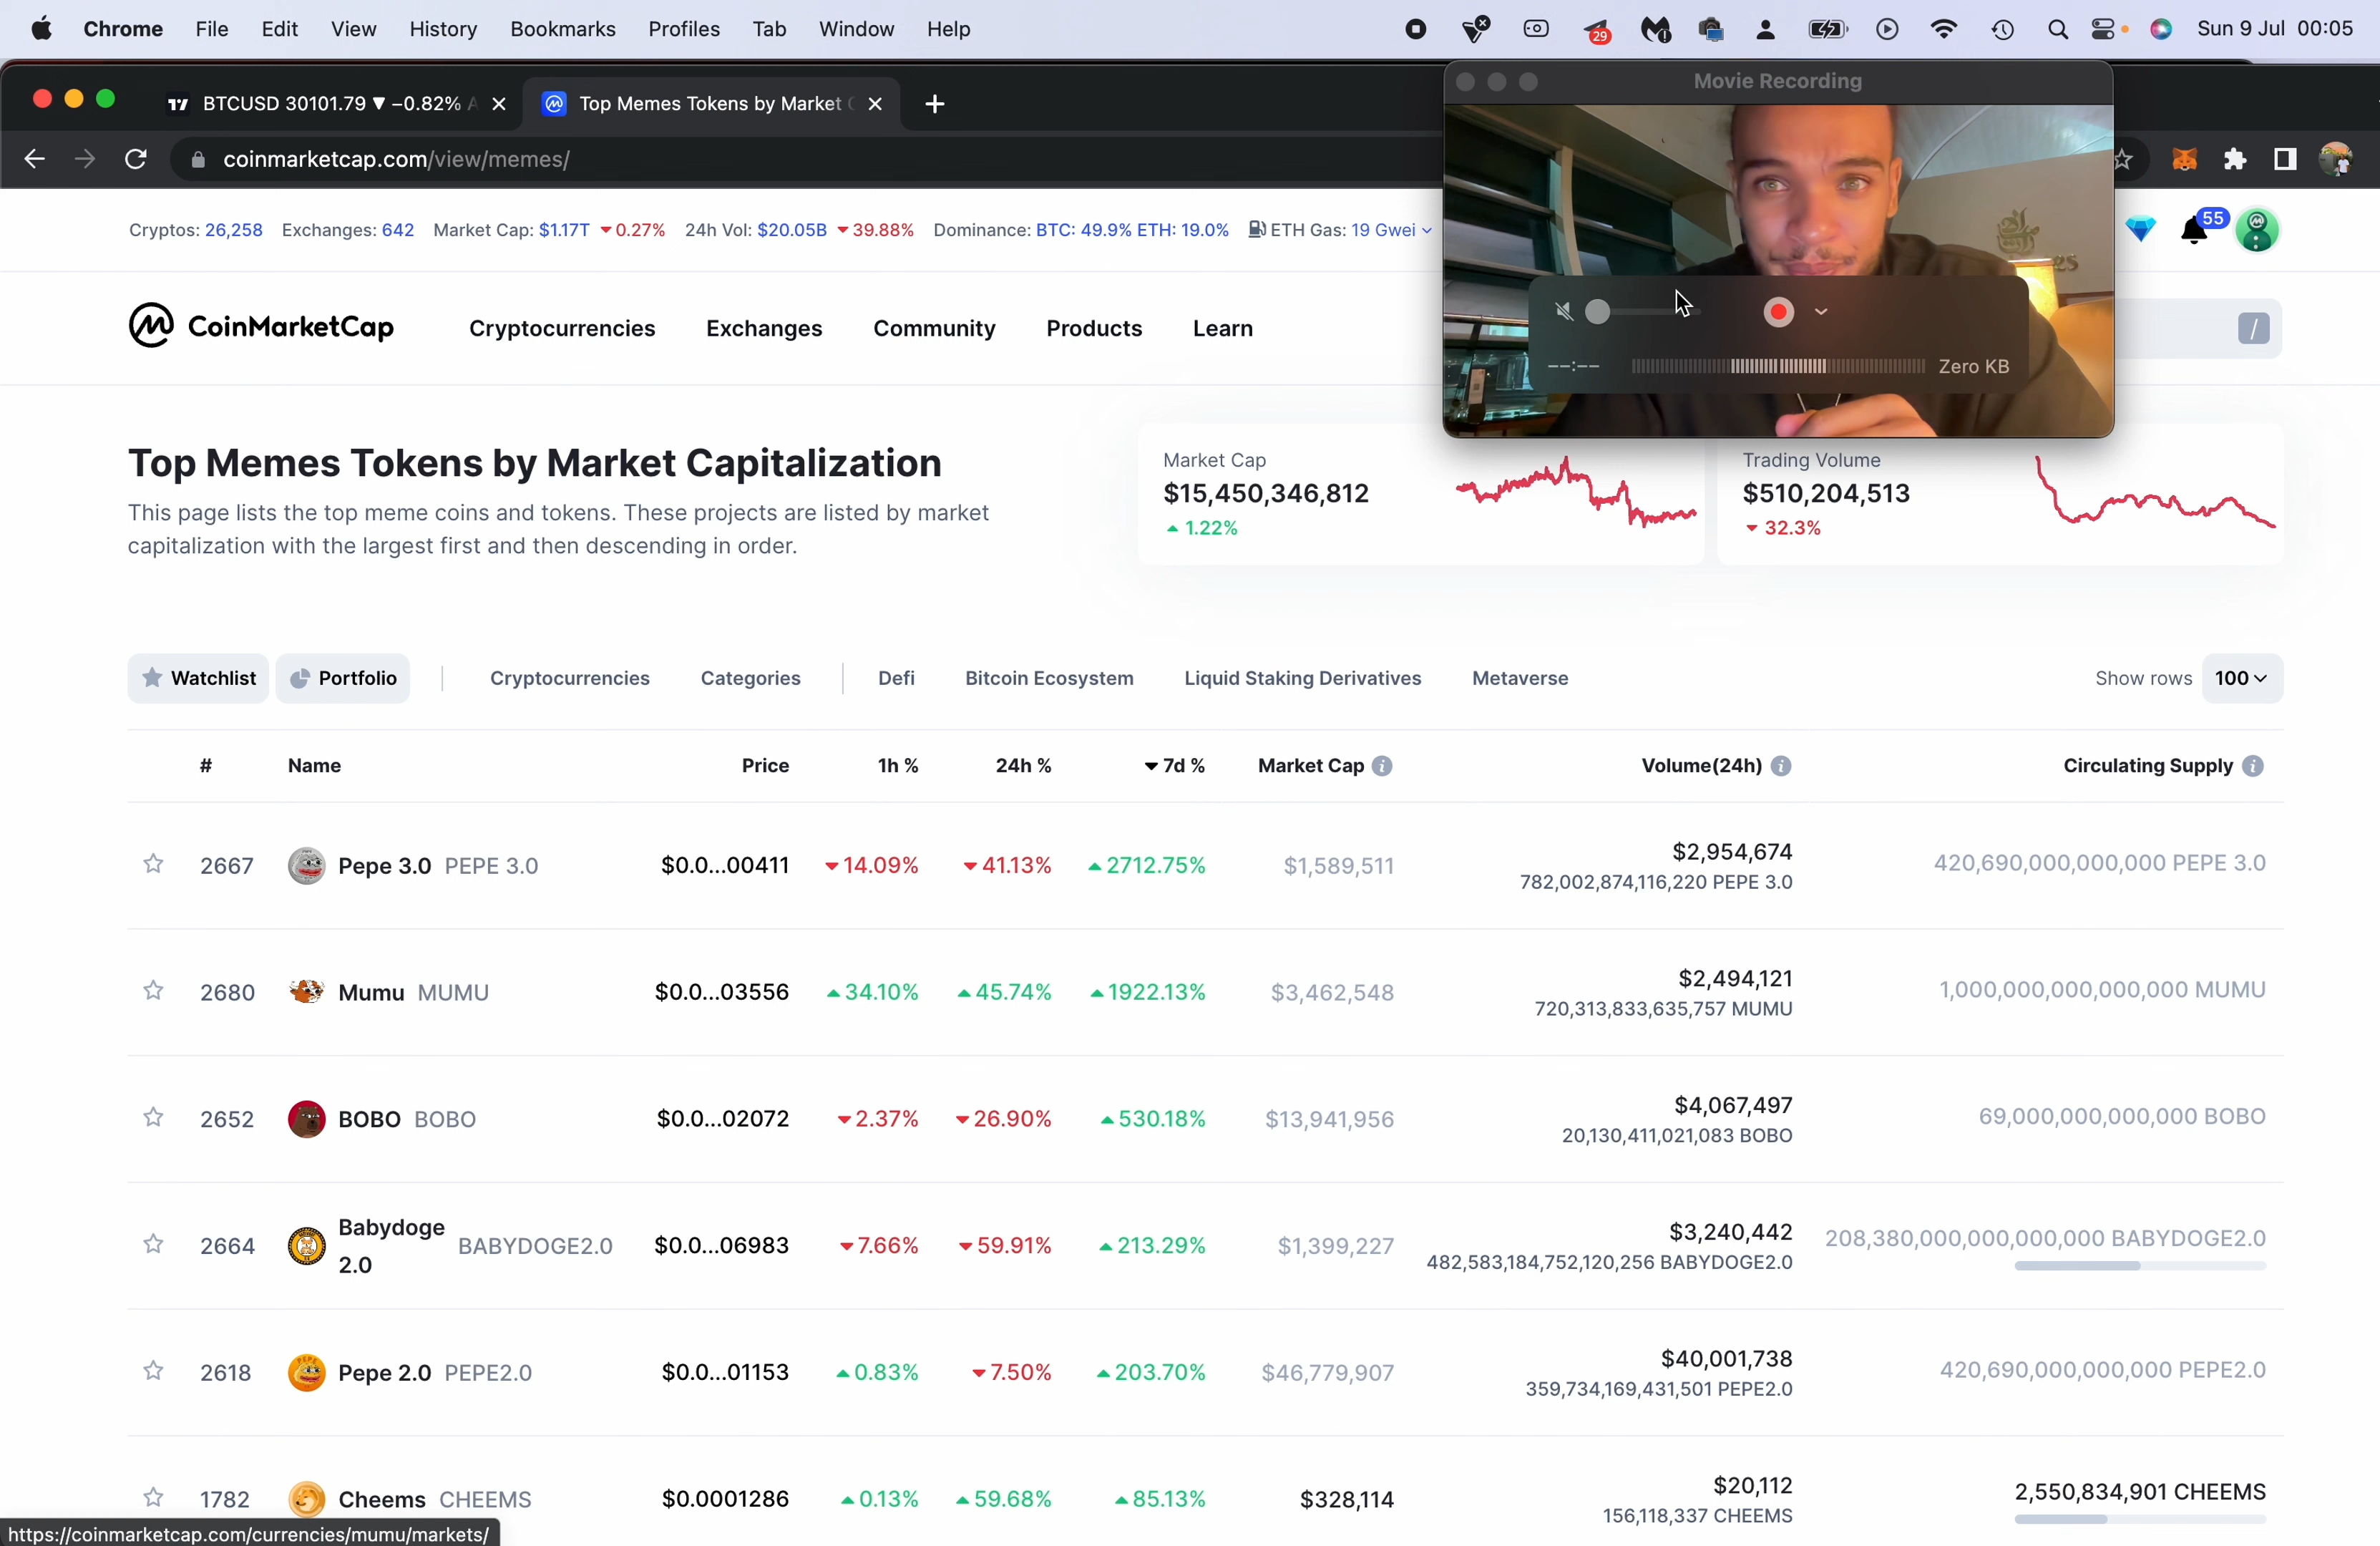 Chrome File Edit View History Bookmarks Profiles Tab Window Help 29 Sun 9 Jul 00:05
BTCUSD 30101.79 ▼ −0.82% Top Memes Tokens by Market
Movie Recording
coinmarketcap.com/view/memes/
Cryptos: 26,258 Exchanges: 642 Market Cap: $1.17T ▼ 0.27% 24h Vol: $20.05B ▼ 39.88% Dominance: BTC: 49.9% ETH: 19.0% ETH Gas: 19 Gwei
55
CoinMarketCap Cryptocurrencies Exchanges Community Products Learn /
--:-- Zero KB
Top Memes Tokens by Market Capitalization
This page lists the top meme coins and tokens. These projects are listed by market
capitalization with the largest first and then descending in order.
Market Cap
$15,450,346,812
▲ 1.22%
Trading Volume
$510,204,513
▼ 32.3%
Watchlist Portfolio Cryptocurrencies Categories Defi Bitcoin Ecosystem Liquid Staking Derivatives Metaverse Show rows 100
# Name Price 1h % 24h % ▼ 7d % Market Cap Volume(24h) Circulating Supply
2667 Pepe 3.0 PEPE 3.0 $0.0...00411 ▼ 14.09% ▼ 41.13% ▲ 2712.75% $1,589,511 $2,954,674 420,690,000,000,000 PEPE 3.0
782,002,874,116,220 PEPE 3.0
2680 Mumu MUMU $0.0...03556 ▲ 34.10% ▲ 45.74% ▲ 1922.13% $3,462,548 $2,494,121 1,000,000,000,000,000 MUMU
720,313,833,635,757 MUMU
2652 BOBO BOBO $0.0...02072 ▼ 2.37% ▼ 26.90% ▲ 530.18% $13,941,956 $4,067,497 69,000,000,000,000 BOBO
20,130,411,021,083 BOBO
2664 Babydoge 2.0 BABYDOGE2.0 $0.0...06983 ▼ 7.66% ▼ 59.91% ▲ 213.29% $1,399,227 $3,240,442 208,380,000,000,000,000 BABYDOGE2.0
482,583,184,752,120,256 BABYDOGE2.0
2618 Pepe 2.0 PEPE2.0 $0.0...01153 ▲ 0.83% ▼ 7.50% ▲ 203.70% $46,779,907 $40,001,738 420,690,000,000,000 PEPE2.0
359,734,169,431,501 PEPE2.0
1782 Cheems CHEEMS $0.0001286 ▲ 0.13% ▲ 59.68% ▲ 85.13% $328,114 $20,112 2,550,834,901 CHEEMS
156,118,337 CHEEMS
https://coinmarketcap.com/currencies/mumu/markets/